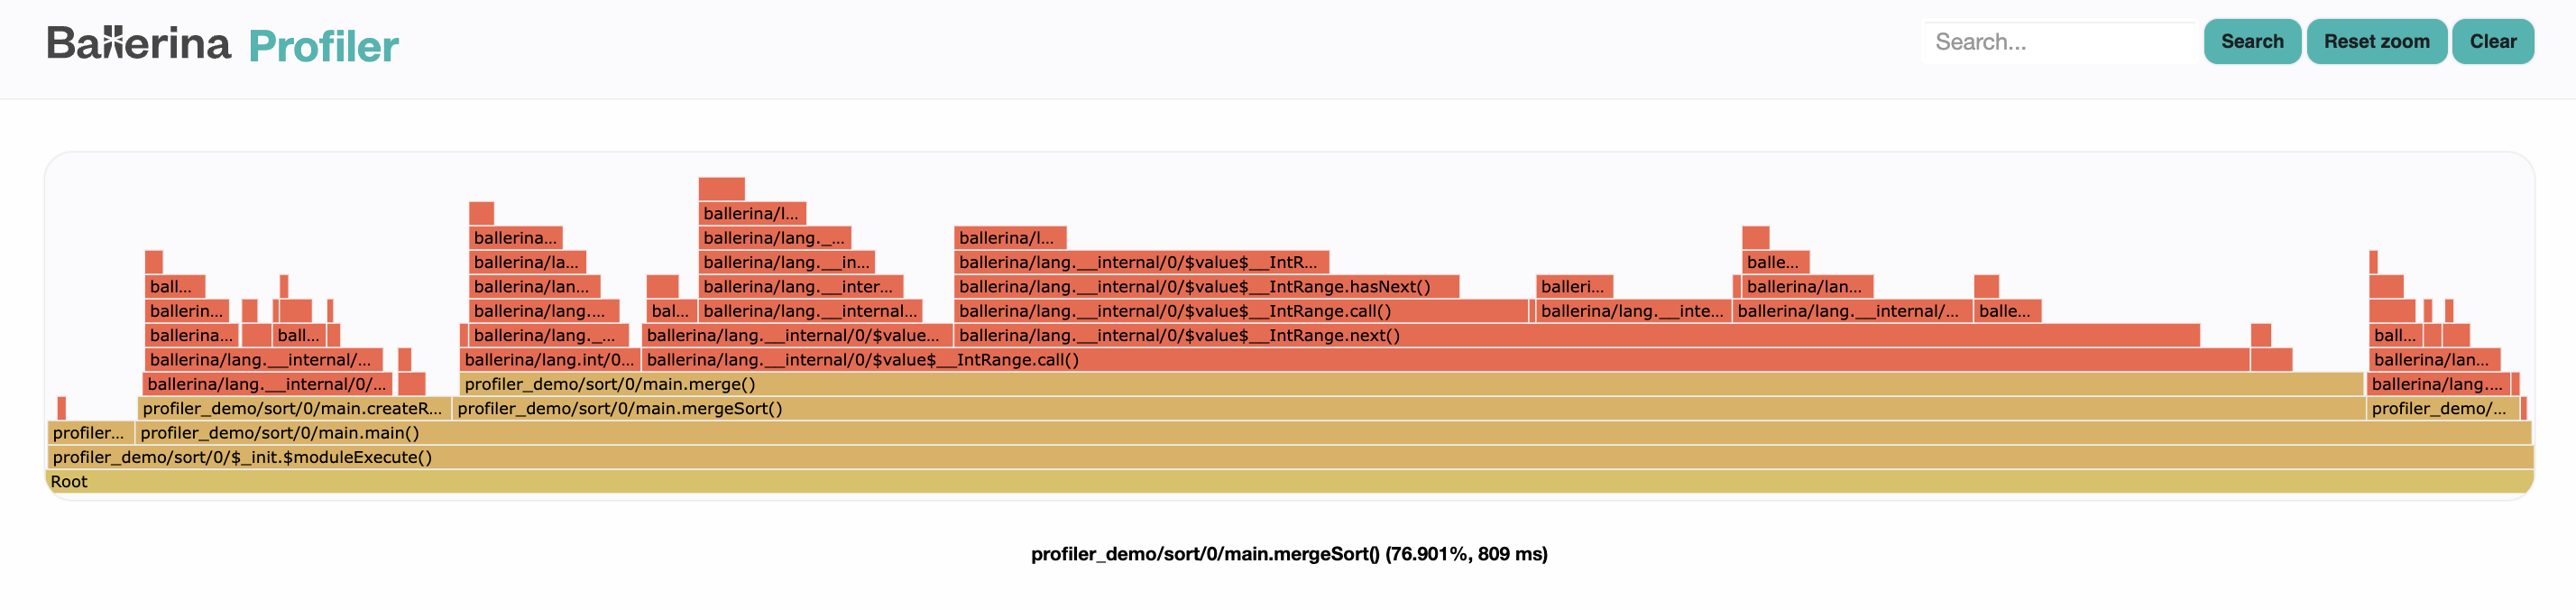 Ballerina Profiler
Search...
Search
Reset zoom
Clear
ballerina/l...
ballerina... ballerina/lang._... ballerina/l...
ballerina/la... ballerina/lang.__in... ballerina/lang.__internal/0/$value$__IntR... balle...
ball... ballerina/lan... ballerina/lang.__inter... ballerina/lang.__internal/0/$value$__IntRange.hasNext() balleri... ballerina/lan...
ballerin... ballerina/lang.... bal... ballerina/lang.__internal... ballerina/lang.__internal/0/$value$__IntRange.call() ballerina/lang.__inte... ballerina/lang.__internal/... balle...
ballerina... ball... ballerina/lang._... ballerina/lang.__internal/0/$value... ballerina/lang.__internal/0/$value$__IntRange.next() ball...
ballerina/lang.__internal/... ballerina/lang.int/0... ballerina/lang.__internal/0/$value$__IntRange.call() ballerina/lan...
ballerina/lang.__internal/0/... profiler_demo/sort/0/main.merge() ballerina/lang....
profiler_demo/sort/0/main.createR... profiler_demo/sort/0/main.mergeSort() profiler_demo/...
profiler... profiler_demo/sort/0/main.main()
profiler_demo/sort/0/$_init.$moduleExecute()
Root
profiler_demo/sort/0/main.mergeSort() (76.901%, 809 ms)